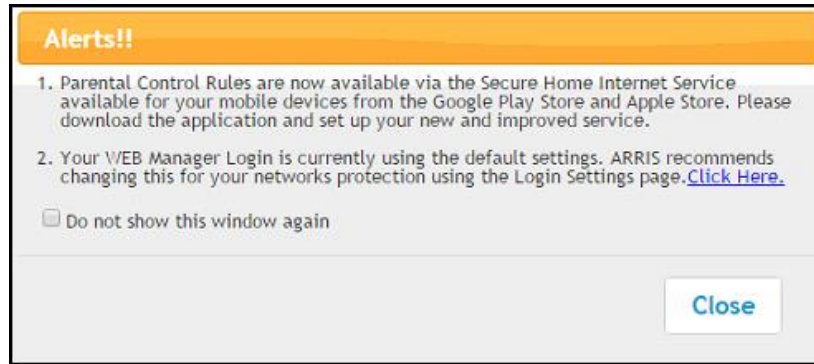 Alerts!!
1. Parental Control Rules are now available via the Secure Home Internet Service
available for your mobile devices from the Google Play Store and Apple Store. Please
download the application and set up your new and improved service.
2. Your WEB Manager Login is currently using the default settings. ARRIS recommends
changing this for your networks protection using the Login Settings page.Click Here.
Do not show this window again
Close